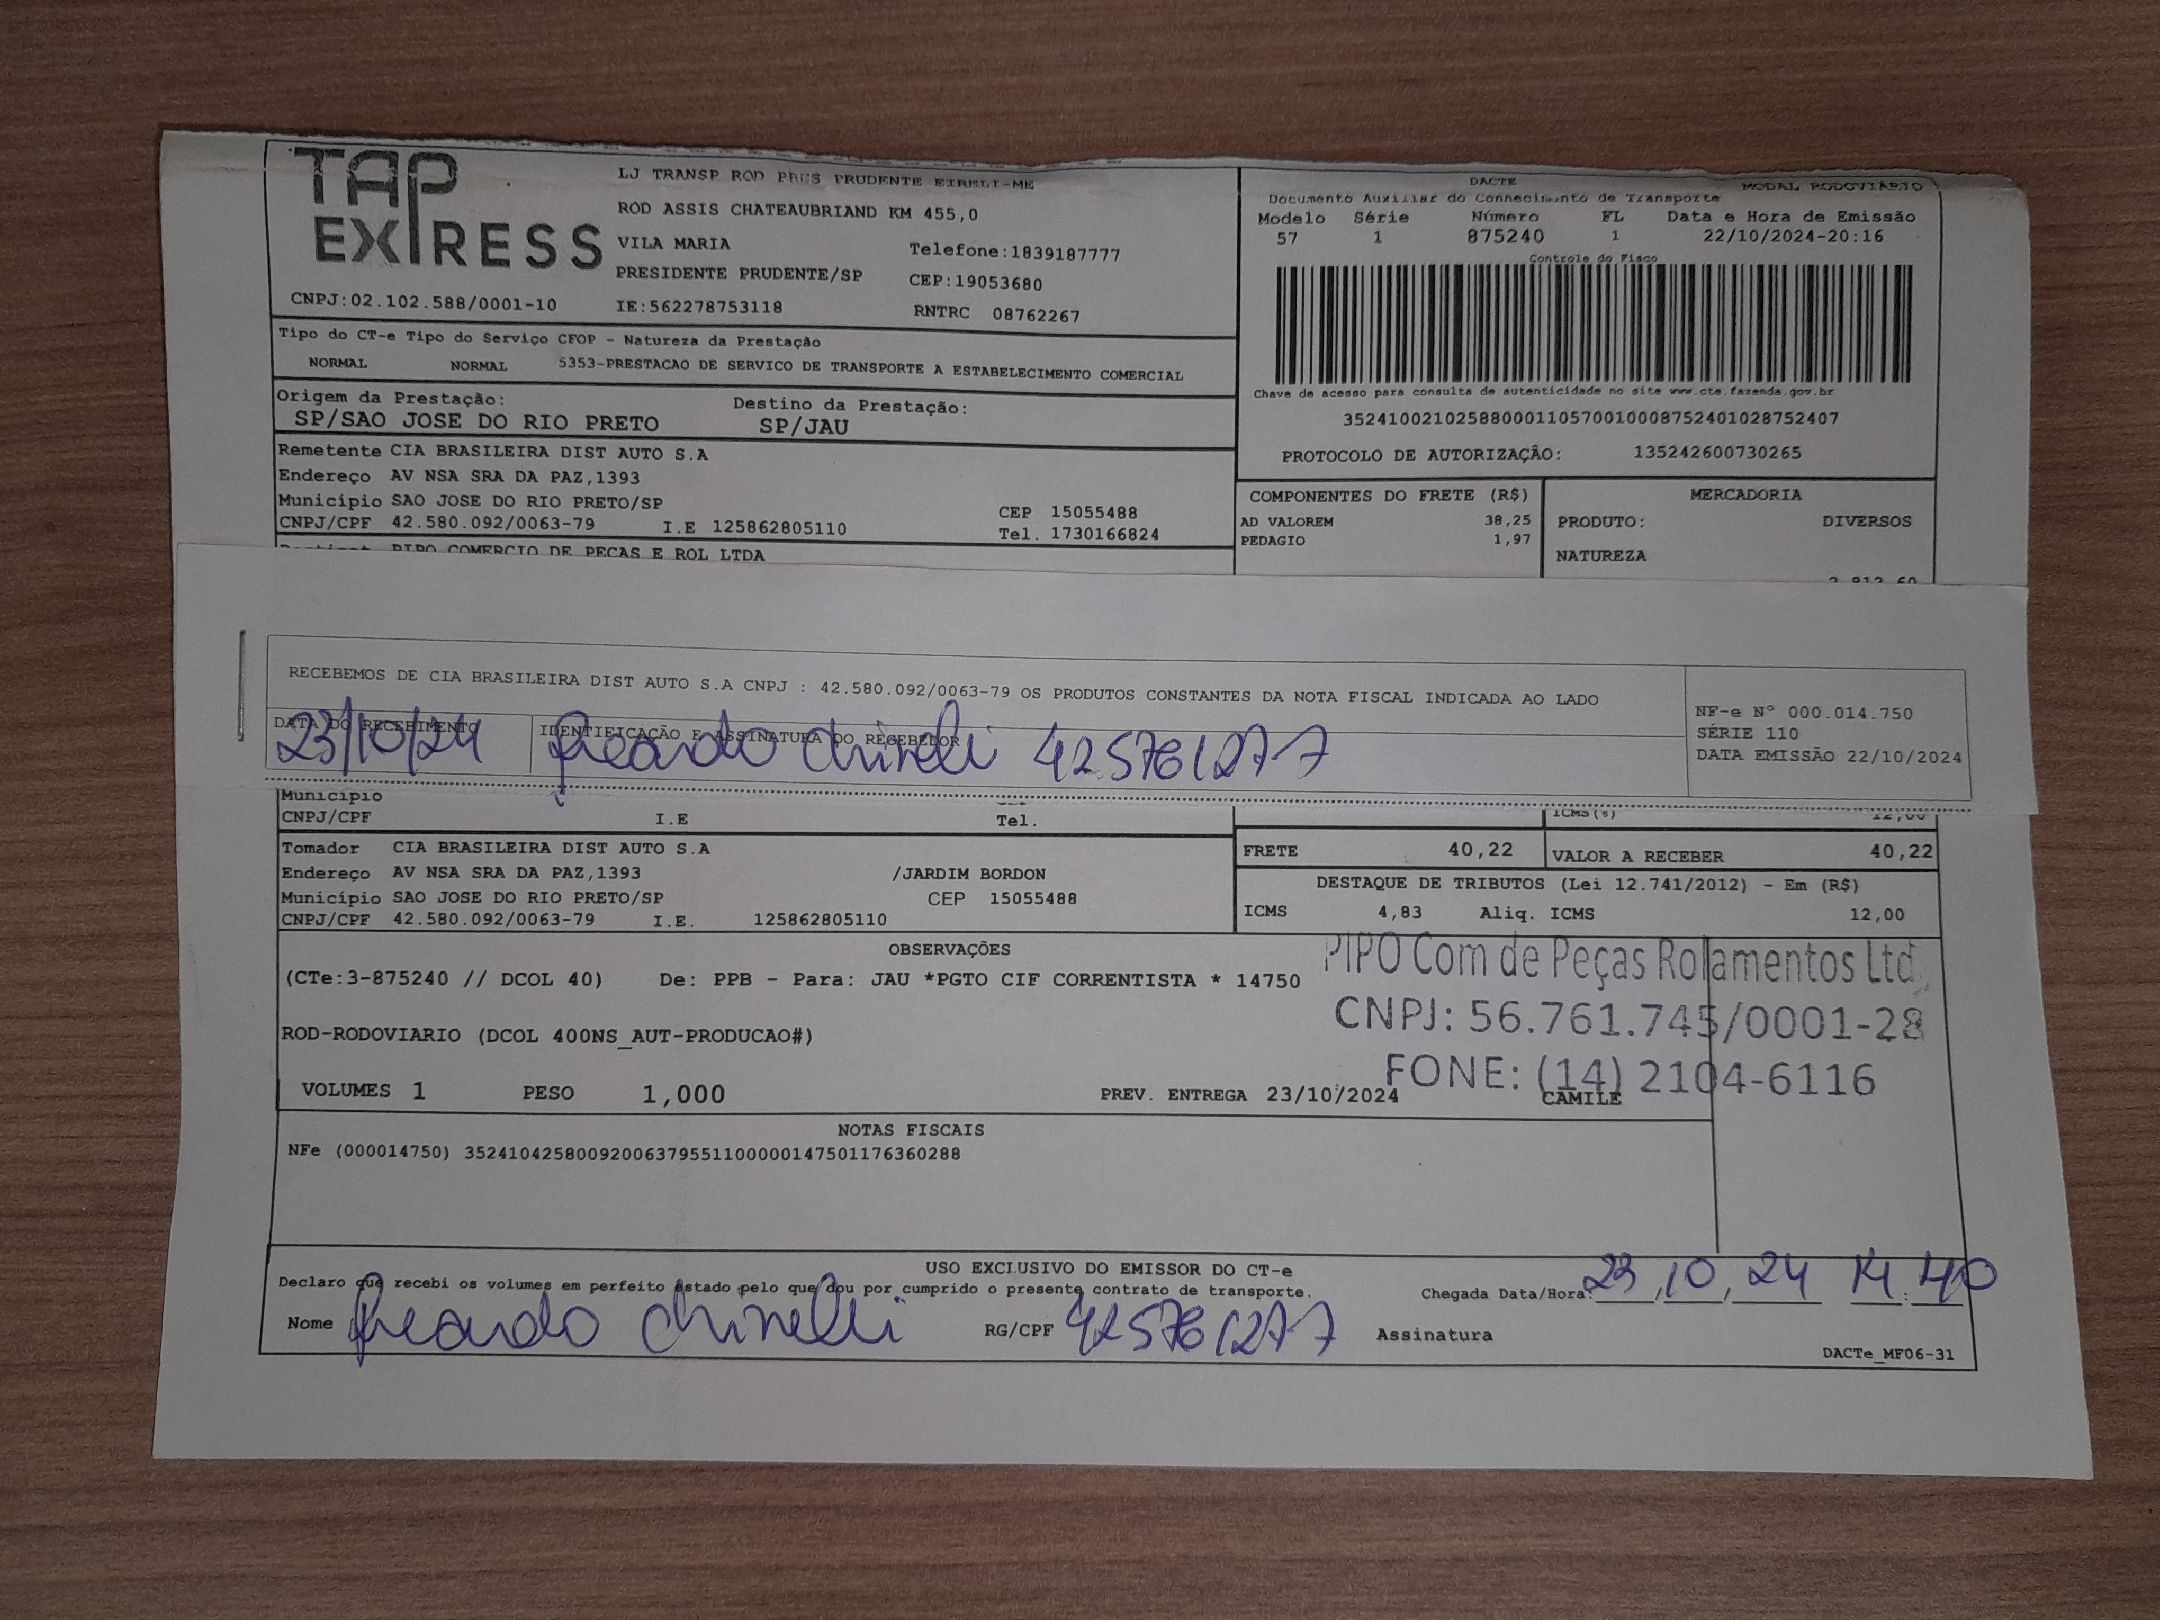 TAP EXPRESS
LJ TRANSP ROD PRES PRUDENTE EIRELI-ME
ROD ASSIS CHATEAUBRIAND KM 455,0
VILA MARIA Telefone:1839187777
PRESIDENTE PRUDENTE/SP CEP:19053680
CNPJ:02.102.588/0001-10 IE:562278753118 RNTRC 08762267
DACTE MODAL RODOVIÁRIO
Documento Auxiliar do Conhecimento de Transporte
Modelo Série Número FL Data e Hora de Emissão
57 1 875240 1 22/10/2024-20:16
Controle do Fisco
Chave de acesso para consulta de autenticidade no site www.cte.fazenda.gov.br
35241002102588000110570010008752401028752407
PROTOCOLO DE AUTORIZAÇÃO: 135242600730265
Tipo do CT-e Tipo do Serviço CFOP - Natureza da Prestação
NORMAL NORMAL 5353-PRESTACAO DE SERVICO DE TRANSPORTE A ESTABELECIMENTO COMERCIAL
Origem da Prestação: Destino da Prestação:
SP/SAO JOSE DO RIO PRETO SP/JAU
Remetente CIA BRASILEIRA DIST AUTO S.A
Endereço AV NSA SRA DA PAZ,1393
Município SAO JOSE DO RIO PRETO/SP CEP 15055488
CNPJ/CPF 42.580.092/0063-79 I.E 125862805110 Tel. 1730166824
PIPO COMERCIO DE PECAS E ROL LTDA
COMPONENTES DO FRETE (R$) MERCADORIA
AD VALOREM 38,25 PRODUTO: DIVERSOS
PEDAGIO 1,97
NATUREZA
RECEBEMOS DE CIA BRASILEIRA DIST AUTO S.A CNPJ : 42.580.092/0063-79 OS PRODUTOS CONSTANTES DA NOTA FISCAL INDICADA AO LADO
DATA DO RECEBIMENTO IDENTIFICAÇÃO E ASSINATURA DO RECEBEDOR
23/10/24 Ricardo Chinelli 425761277
NF-e N° 000.014.750
SÉRIE 110
DATA EMISSÃO 22/10/2024
Município
CNPJ/CPF I.E Tel.
ICMS(%) 12,00
Tomador CIA BRASILEIRA DIST AUTO S.A
Endereço AV NSA SRA DA PAZ,1393 /JARDIM BORDON
Município SAO JOSE DO RIO PRETO/SP CEP 15055488
CNPJ/CPF 42.580.092/0063-79 I.E. 125862805110
FRETE 40,22 VALOR A RECEBER 40,22
DESTAQUE DE TRIBUTOS (Lei 12.741/2012) - Em (R$)
ICMS 4,83 Aliq. ICMS 12,00
OBSERVAÇÕES
(CTe:3-875240 // DCOL 40) De: PPB - Para: JAU *PGTO CIF CORRENTISTA * 14750
ROD-RODOVIARIO (DCOL 400NS_AUT-PRODUCAO#)
PIPO Com de Peças Rolamentos Ltd.
CNPJ: 56.761.745/0001-28
FONE: (14) 2104-6116
VOLUMES 1 PESO 1,000 PREV. ENTREGA 23/10/2024 CAMILE
NOTAS FISCAIS
NFe (000014750) 35241042580092006379551100000147501176360288
USO EXCLUSIVO DO EMISSOR DO CT-e
Declaro que recebi os volumes em perfeito estado pelo que dou por cumprido o presente contrato de transporte. Chegada Data/Hora: 23,10,24 14:40
Nome Ricardo Chinelli RG/CPF 425761277 Assinatura
DACTe_MF06-31